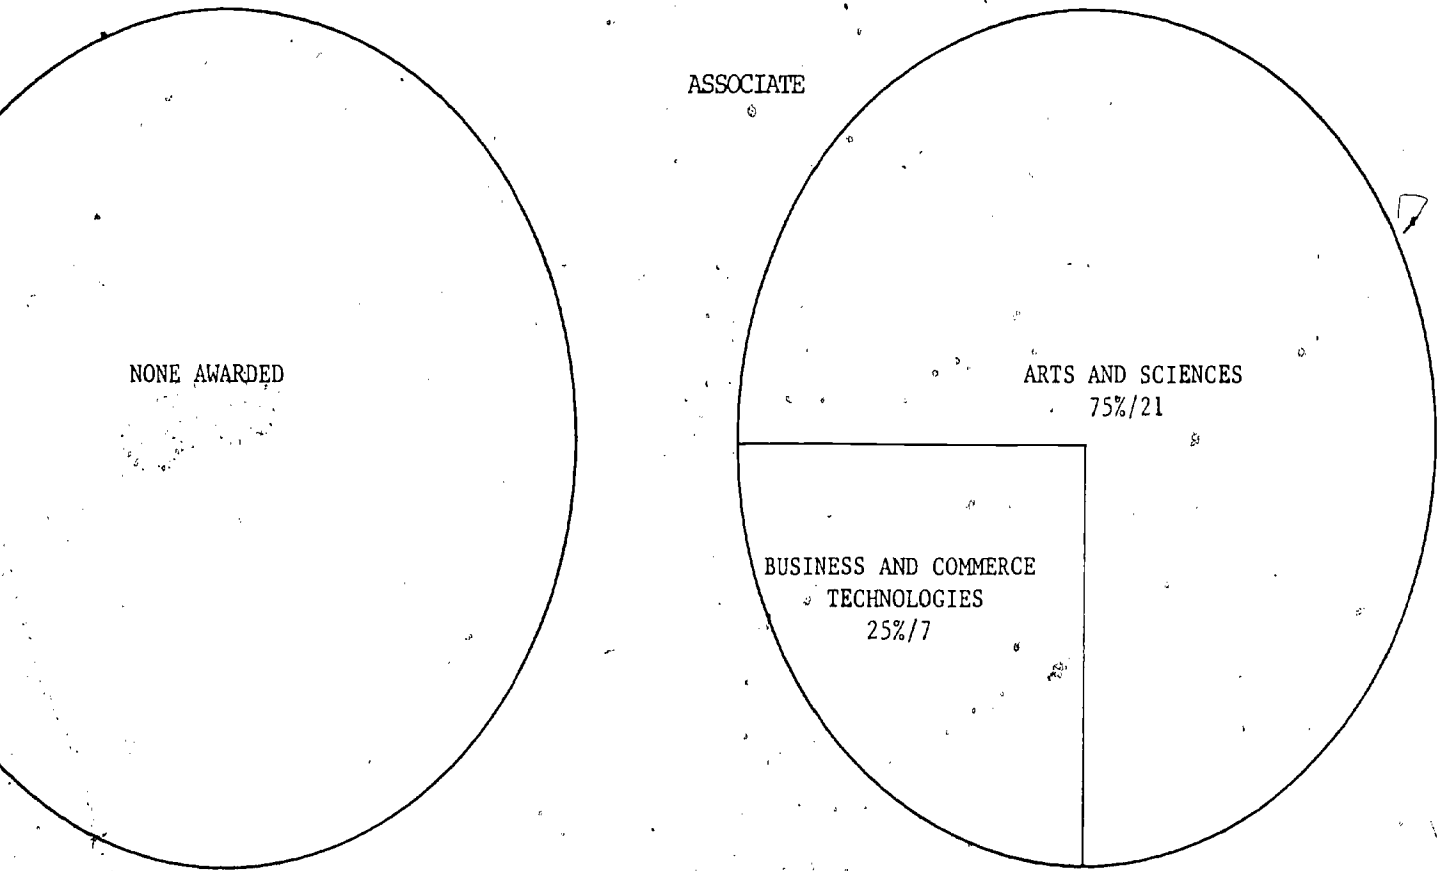 ASSOCIATE
NONE AWARDED
ARTS AND SCIENCES
75%/21
BUSINESS AND COMMERCE
TECHNOLOGIES
25%/7